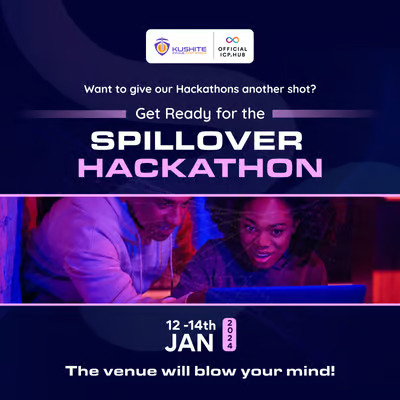 KUSHITE
OFFICIAL
ICP.HUB
Want to give our Hackathons another shot?
Get Ready for the
SPILLOVER
HACKATHON
12 -14th
JAN
2024
The venue will blow your mind!